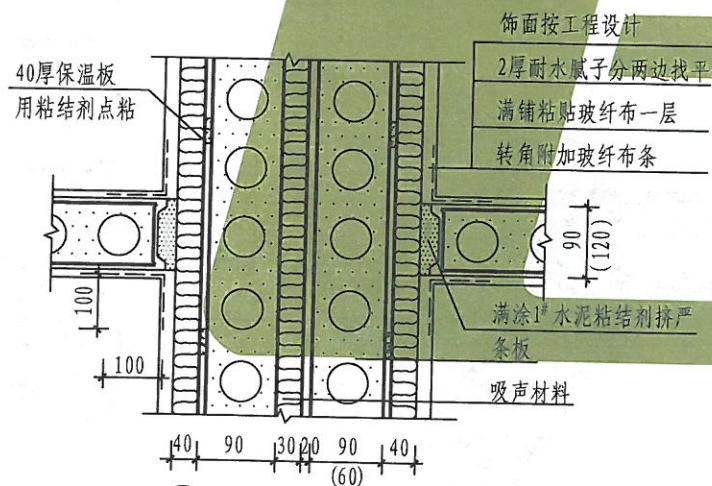 饰面按工程设计
2厚耐水腻子分两边找平
满铺粘贴玻纤布一层
转角附加玻纤布条
40厚保温板
用粘结剂点粘
90
(120)
100
100
满涂1#水泥粘结剂挤严
条板
吸声材料
40 90 30 20 90 40
(60)